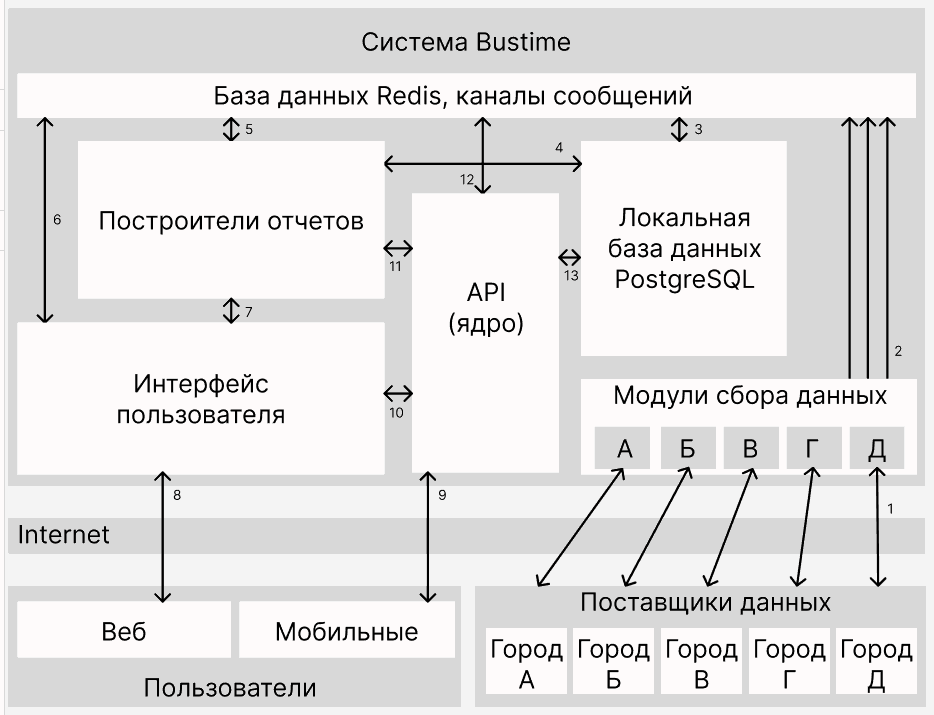 Система Bustime
База данных Redis, каналы сообщений
5
3
4
12
6
Построители отчетов
Локальная
база данных
PostgreSQL
11
13
API
(ядро)
7
2
Интерфейс
пользователя
10
Модули сбора данных
А
Б
В
Г
Д
8
9
1
Internet
Поставщики данных
Веб
Мобильные
Город
А
Город
Б
Город
В
Город
Г
Город
Д
Пользователи